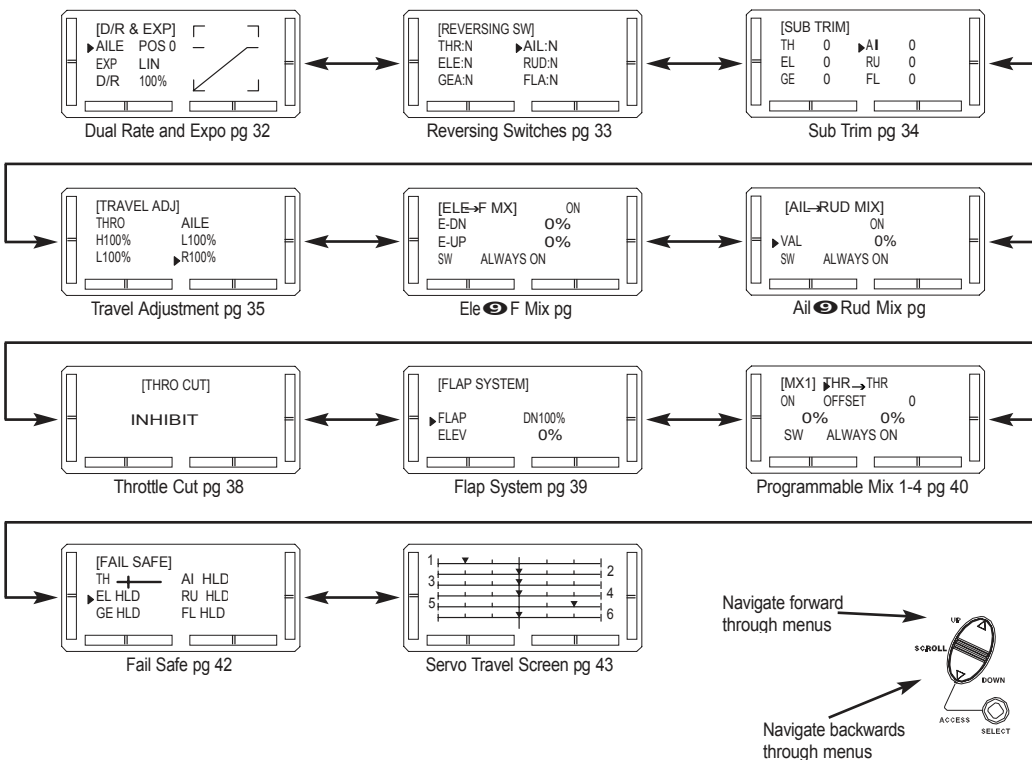 [D/R & EXP]
AILE POS 0
EXP LIN
D/R 100%
Dual Rate and Expo pg 32
[REVERSING SW]
THR:N AIL:N
ELE:N RUD:N
GEA:N FLA:N
Reversing Switches pg 33
[SUB TRIM]
TH 0 AI 0
EL 0 RU 0
GE 0 FL 0
Sub Trim pg 34
[TRAVEL ADJ]
THRO AILE
H100% L100%
L100% R100%
Travel Adjustment pg 35
[ELE→F MX] ON
E-DN 0%
E-UP 0%
SW ALWAYS ON
Ele ➒ F Mix pg
[AIL→RUD MIX]
ON
VAL 0%
SW ALWAYS ON
Ail ➒ Rud Mix pg
[THRO CUT]
INHIBIT
Throttle Cut pg 38
[FLAP SYSTEM]
FLAP DN100%
ELEV 0%
Flap System pg 39
[MX1] THR→THR
ON OFFSET 0
0% 0%
SW ALWAYS ON
Programmable Mix 1-4 pg 40
[FAIL SAFE]
TH AI HLD
EL HLD RU HLD
GE HLD FL HLD
Fail Safe pg 42
1
2
3
4
5
6
Servo Travel Screen pg 43
Navigate forward
through menus
UP
SCROLL
DOWN
ACCESS
SELECT
Navigate backwards
through menus